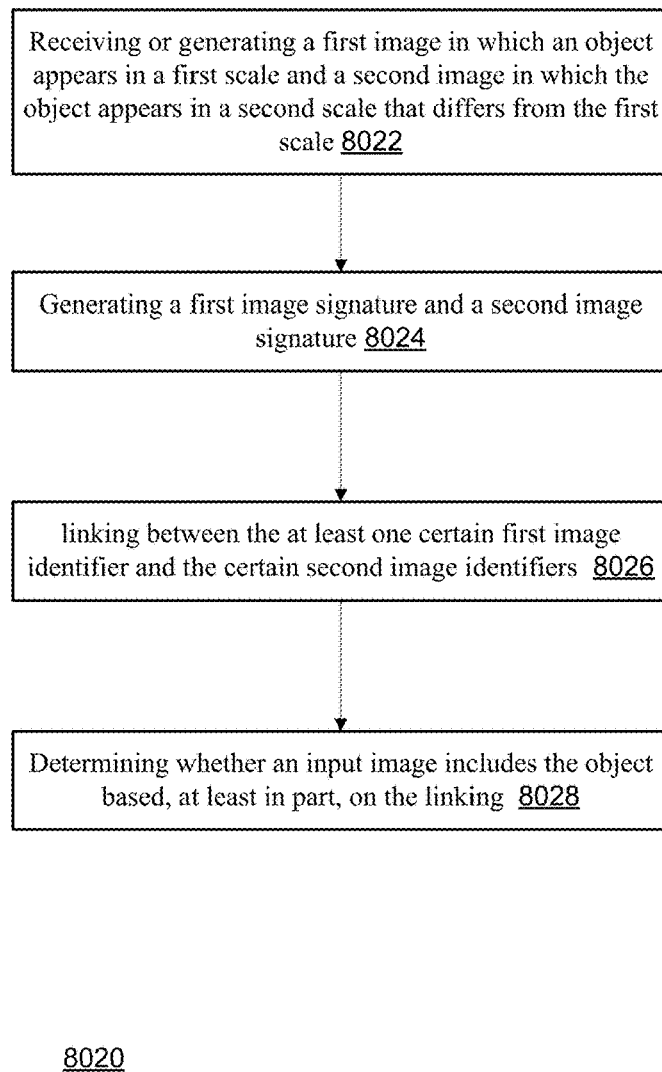 Receiving or generating a first image in which an object
appears in a first scale and a second image in which the
object appears in a second scale that differs from the first
scale 8022
Generating a first image signature and a second image
signature 8024
linking between the at least one certain first image
identifier and the certain second image identifiers 8026
Determining whether an input image includes the object
based, at least in part, on the linking 8028
8020